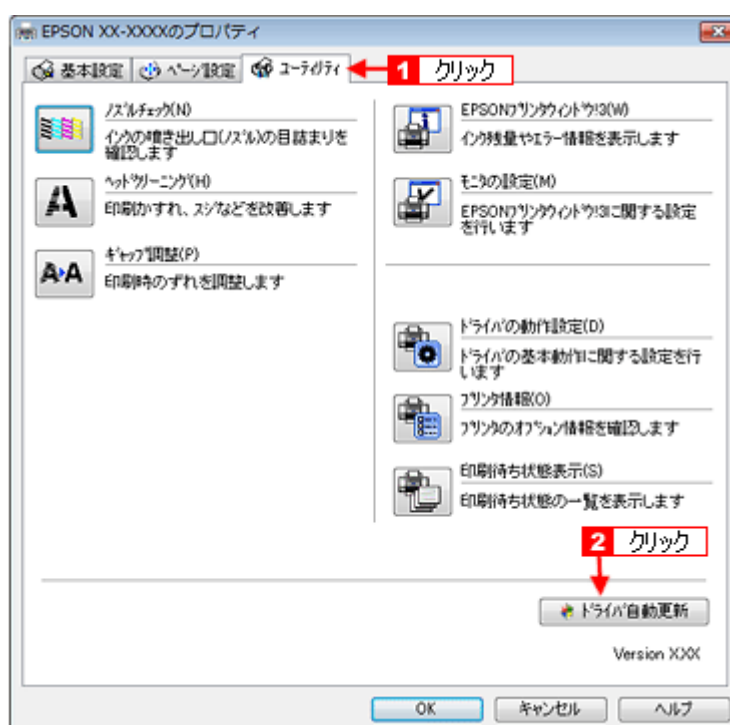 EPSON XX-XXXXのプロパティ
基本設定
ページ設定
ユーティリティ
1 クリック
ノズルチェック(N)
インクの噴き出し口(ノズル)の目詰まりを
確認します
ヘッドクリーニング(H)
印刷かすれ、スジなどを改善します
ギャップ調整(P)
A▶A
印刷時のずれを調整します
EPSONプリンタウィンドウ!3(W)
インク残量やエラー情報を表示します
モニタの設定(M)
EPSONプリンタウィンドウ!3に関する設定
を行います
ドライバの動作設定(D)
ドライバの基本動作に関する設定を行
います
プリンタ情報(O)
プリンタのオプション情報を確認します
印刷待ち状態表示(S)
印刷待ち状態の一覧を表示します
2 クリック
ドライバ自動更新
Version X.XX
OK
キャンセル
ヘルプ